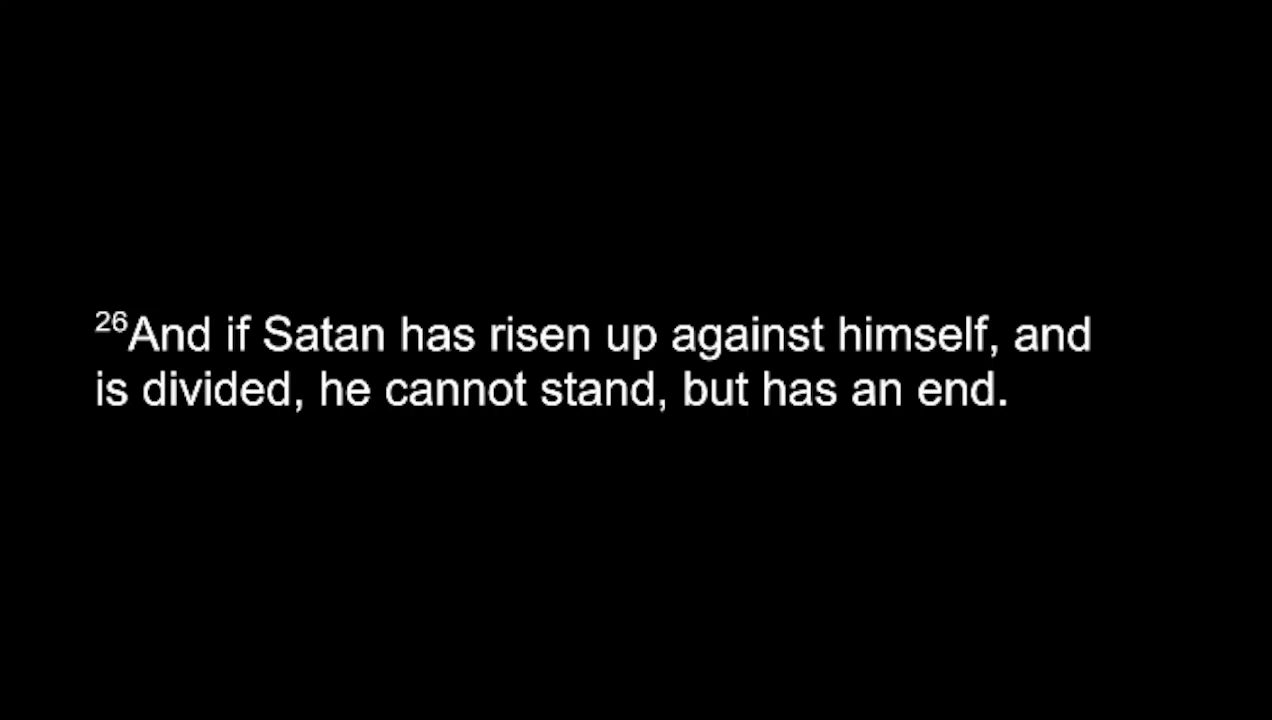 26And if Satan has risen up against himself, and
is divided, he cannot stand, but has an end.